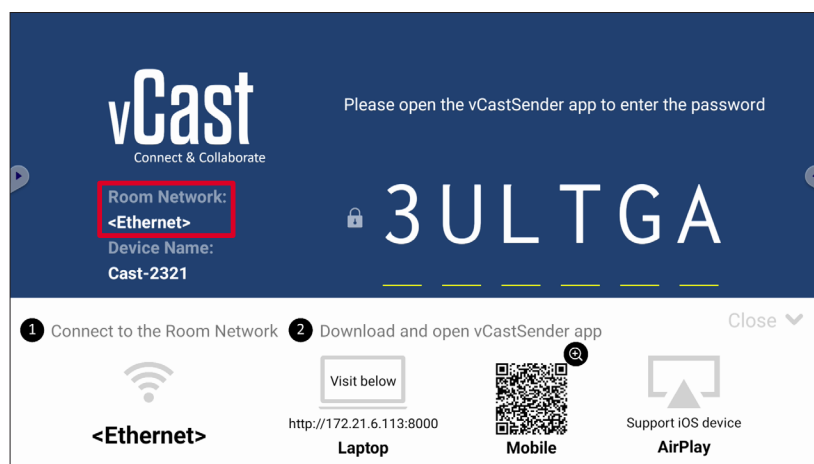 vCast
Connect & Collaborate
Please open the vCastSender app to enter the password
Room Network:
<Ethernet>
Device Name:
Cast-2321
3ULTGA
1 Connect to the Room Network
2 Download and open vCastSender app
Close
<Ethernet>
Visit below
http://172.21.6.113:8000
Laptop
Mobile
Support iOS device
AirPlay